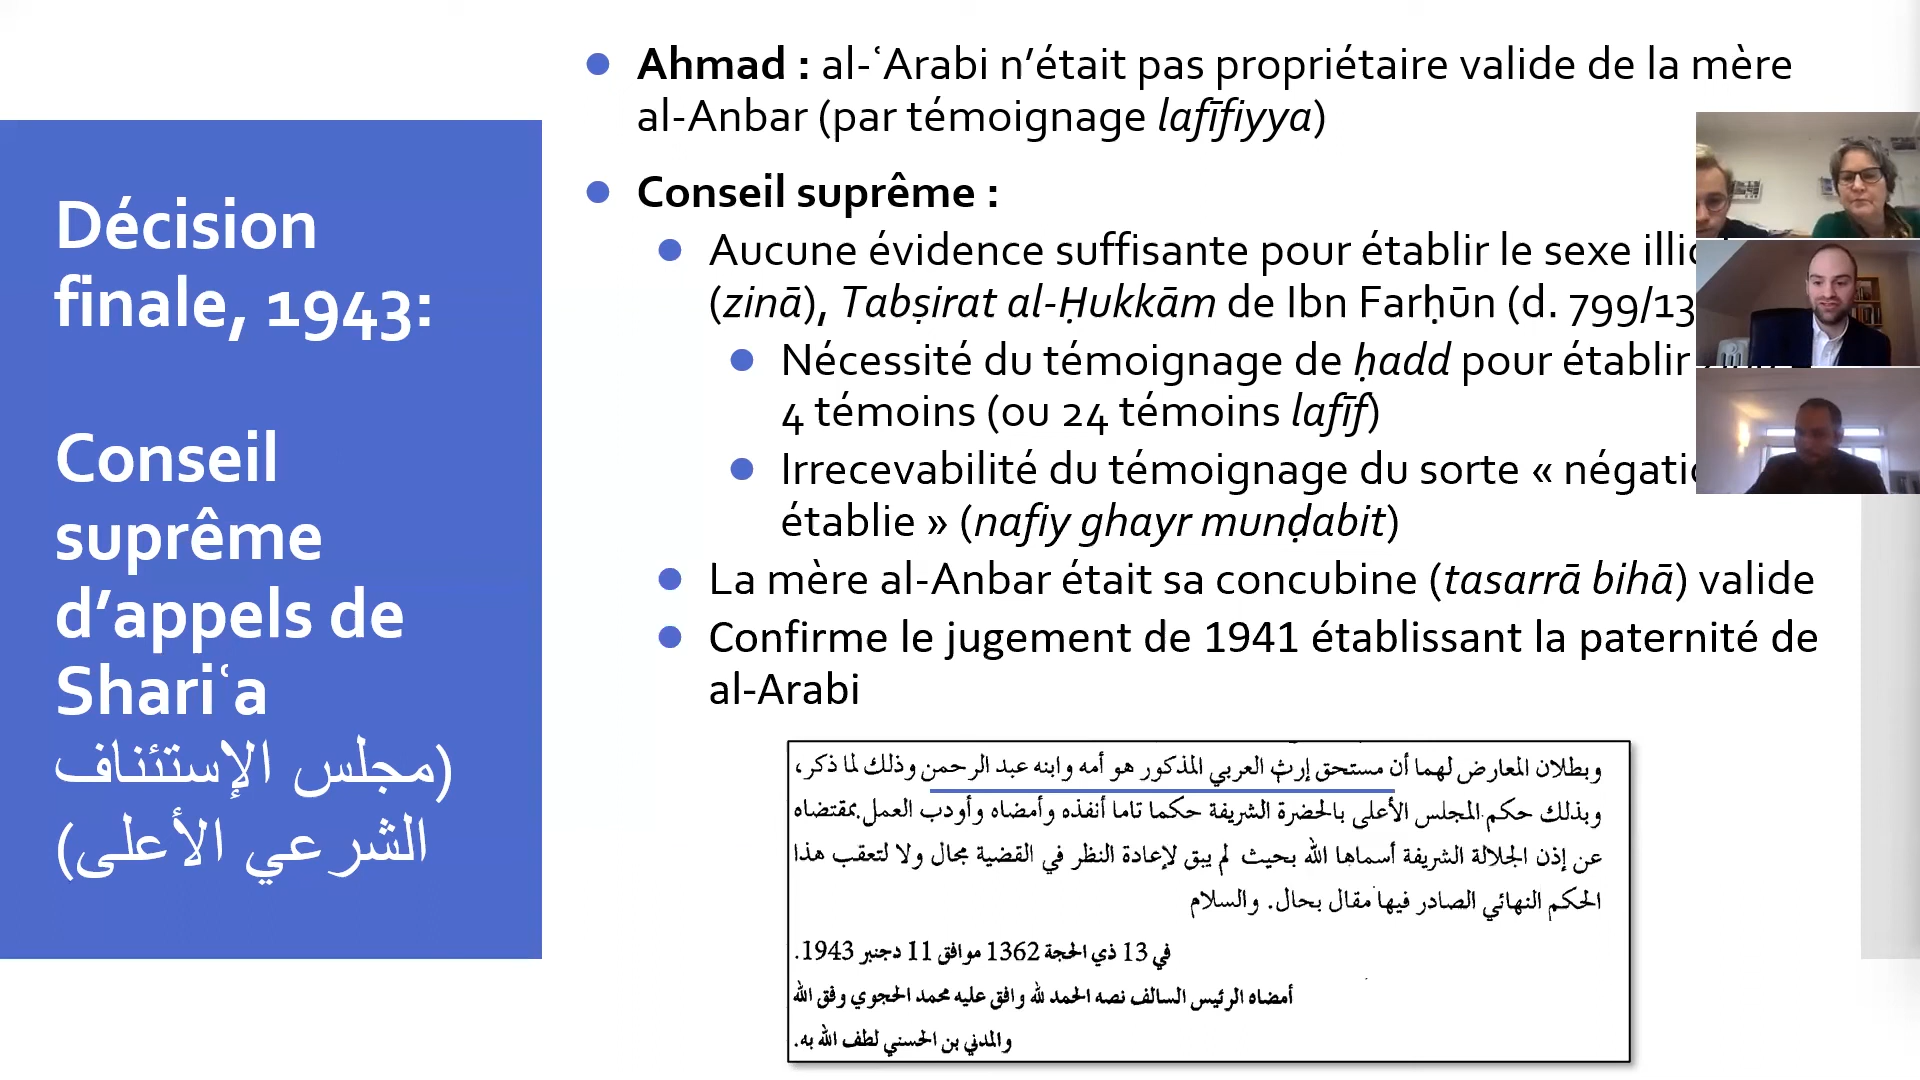 Décision
finale, 1943:
Conseil
suprême
d’appels de
Shariʿa
(مجلس الإستئناف
الشرعي الأعلى)
Ahmad : al-ʿArabi n’était pas propriétaire valide de la mère
al-Anbar (par témoignage lafīfiyya)
Conseil suprême :
Aucune évidence suffisante pour établir le sexe
(zinā), Tabṣirat al-Ḥukkām de Ibn Farḥūn (d. 799/13
Nécessité du témoignage de ḥadd pour établir
4 témoins (ou 24 témoins lafīf)
Irrecevabilité du témoignage du sorte «
établie » (nafiy ghayr munḍabit)
La mère al-Anbar était sa concubine (tasarrā bihā) valide
Confirme le jugement de 1941 établissant la paternité de
al-Arabi
وبطلان المعارض لهما أن مستحق إرث العربي المذكور هو أمه وابنه عبد الرحمن وذلك لما ذكر،
وبذلك حكم المجلس الأعلى بالحضرة الشريفة حكما تاما أنفذه وأمضاه وأودب العمل بمقتضاه
عن إذن الجلالة الشريفة أسماها الله بحيث لم يبق لإعادة النظر في القضية مجال ولا لتعقب هذا
الحكم النهائي الصادر فيها مقال بحال. والسلام
في 13 ذي الحجة 1362 موافق 11 دجنبر 1943.
أمضاه الرئيس السالف نصه الحمد لله وافق عليه محمد الحجوي وفق الله
والمدني بن الحسني لطف الله به.